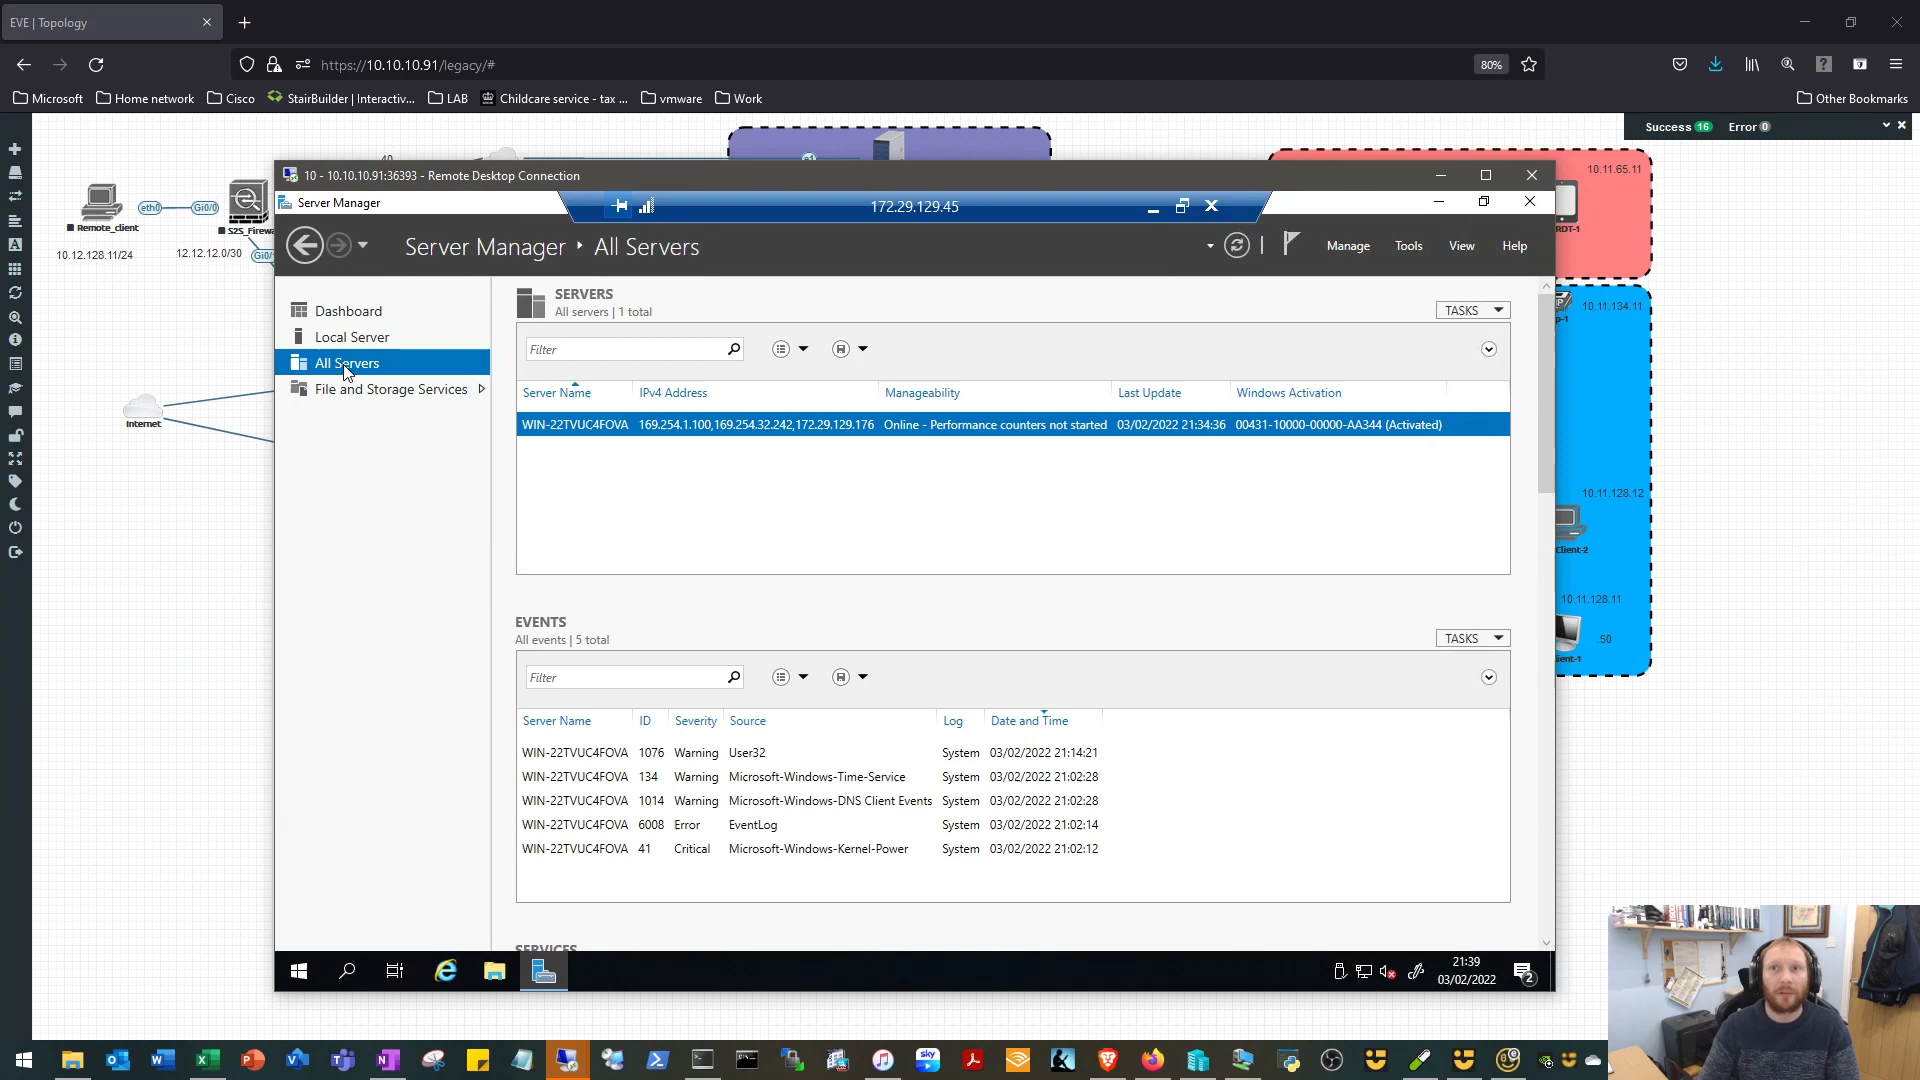 EVE | Topology
https://10.10.10.91/legacy/#
80%
Microsoft
Home network
Cisco
StairBuilder | Interactiv...
LAB
Childcare service - tax ...
vmware
Work
Other Bookmarks
Success 16 Error 0
10.11.65.11
10 - 10.10.10.91:36393 - Remote Desktop Connection
Server Manager
172.29.129.45
Remote_client
eth0
Gi0/0
S2S_Firewa
10.12.128.11/24
12.12.12.0/30
Gi0/
RDT-1
Server Manager
All Servers
Manage
Tools
View
Help
Dashboard
Local Server
All Servers
File and Storage Services
SERVERS
All servers | 1 total
TASKS
Filter
Server Name
IPv4 Address
Manageability
Last Update
Windows Activation
WIN-22TVUC4FOVA 169.254.1.100,169.254.32.242,172.29.129.176 Online - Performance counters not started 03/02/2022 21:34:36 00431-10000-00000-AA344 (Activated)
Internet
10.11.134.11
p-1
10.11.128.12
Client-2
10.11.128.11
.50
ient-1
EVENTS
All events | 5 total
TASKS
Filter
Server Name ID Severity Source Log Date and Time
WIN-22TVUC4FOVA 1076 Warning User32 System 03/02/2022 21:14:21
WIN-22TVUC4FOVA 134 Warning Microsoft-Windows-Time-Service System 03/02/2022 21:02:28
WIN-22TVUC4FOVA 1014 Warning Microsoft-Windows-DNS Client Events System 03/02/2022 21:02:28
WIN-22TVUC4FOVA 6008 Error EventLog System 03/02/2022 21:02:14
WIN-22TVUC4FOVA 41 Critical Microsoft-Windows-Kernel-Power System 03/02/2022 21:02:12
SERVICES
21:39
03/02/2022
2